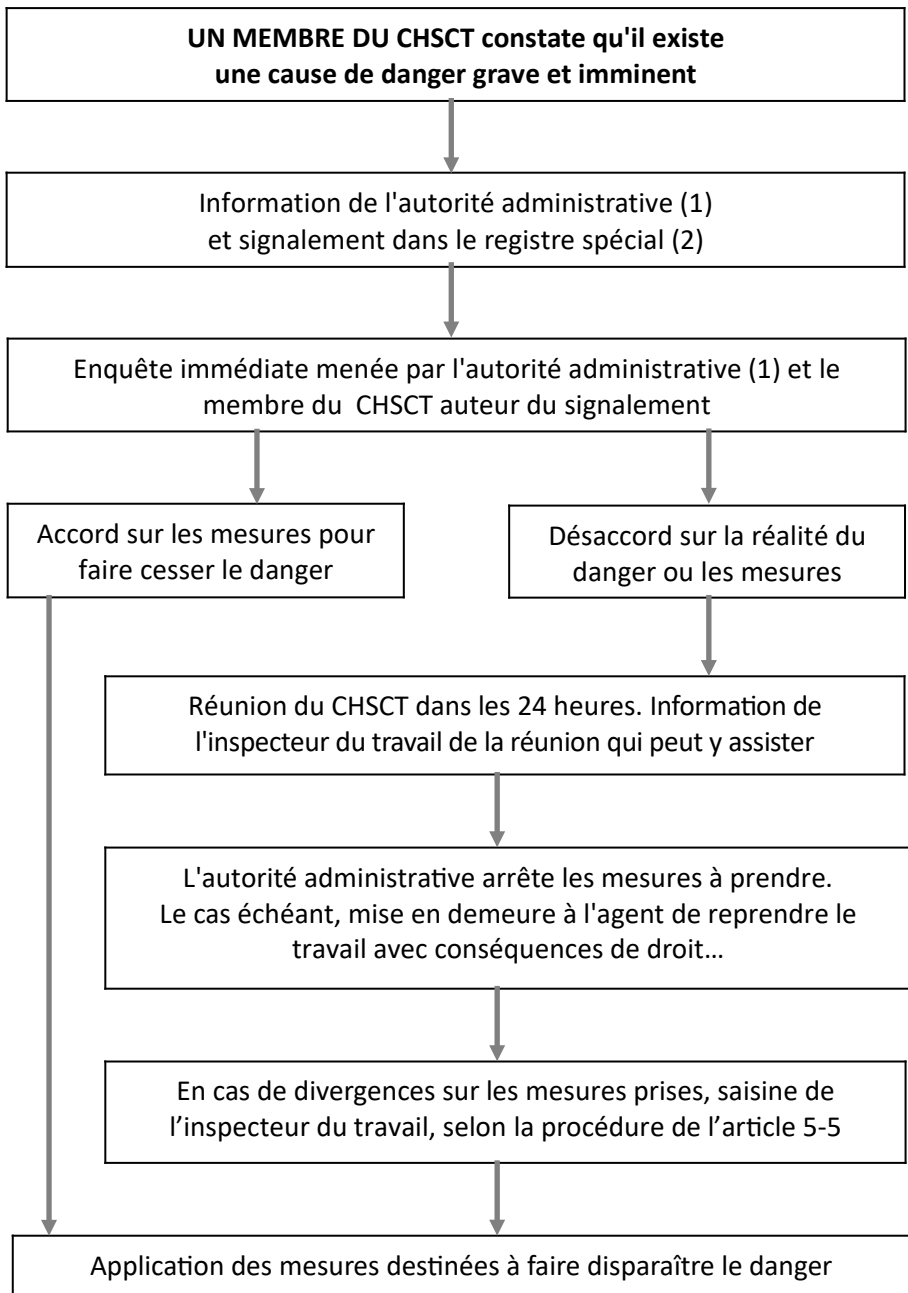 UN MEMBRE DU CHSCT constate qu'il existe
une cause de danger grave et imminent
Information de l'autorité administrative (1)
et signalement dans le registre spécial (2)
Enquête immédiate menée par l'autorité administrative (1) et le
membre du CHSCT auteur du signalement
Accord sur les mesures pour
faire cesser le danger
Désaccord sur la réalité du
danger ou les mesures
Réunion du CHSCT dans les 24 heures. Information de
l'inspecteur du travail de la réunion qui peut y assister
L'autorité administrative arrête les mesures à prendre.
Le cas échéant, mise en demeure à l'agent de reprendre le
travail avec conséquences de droit…
En cas de divergences sur les mesures prises, saisine de
l’inspecteur du travail, selon la procédure de l’article 5-5
Application des mesures destinées à faire disparaître le danger